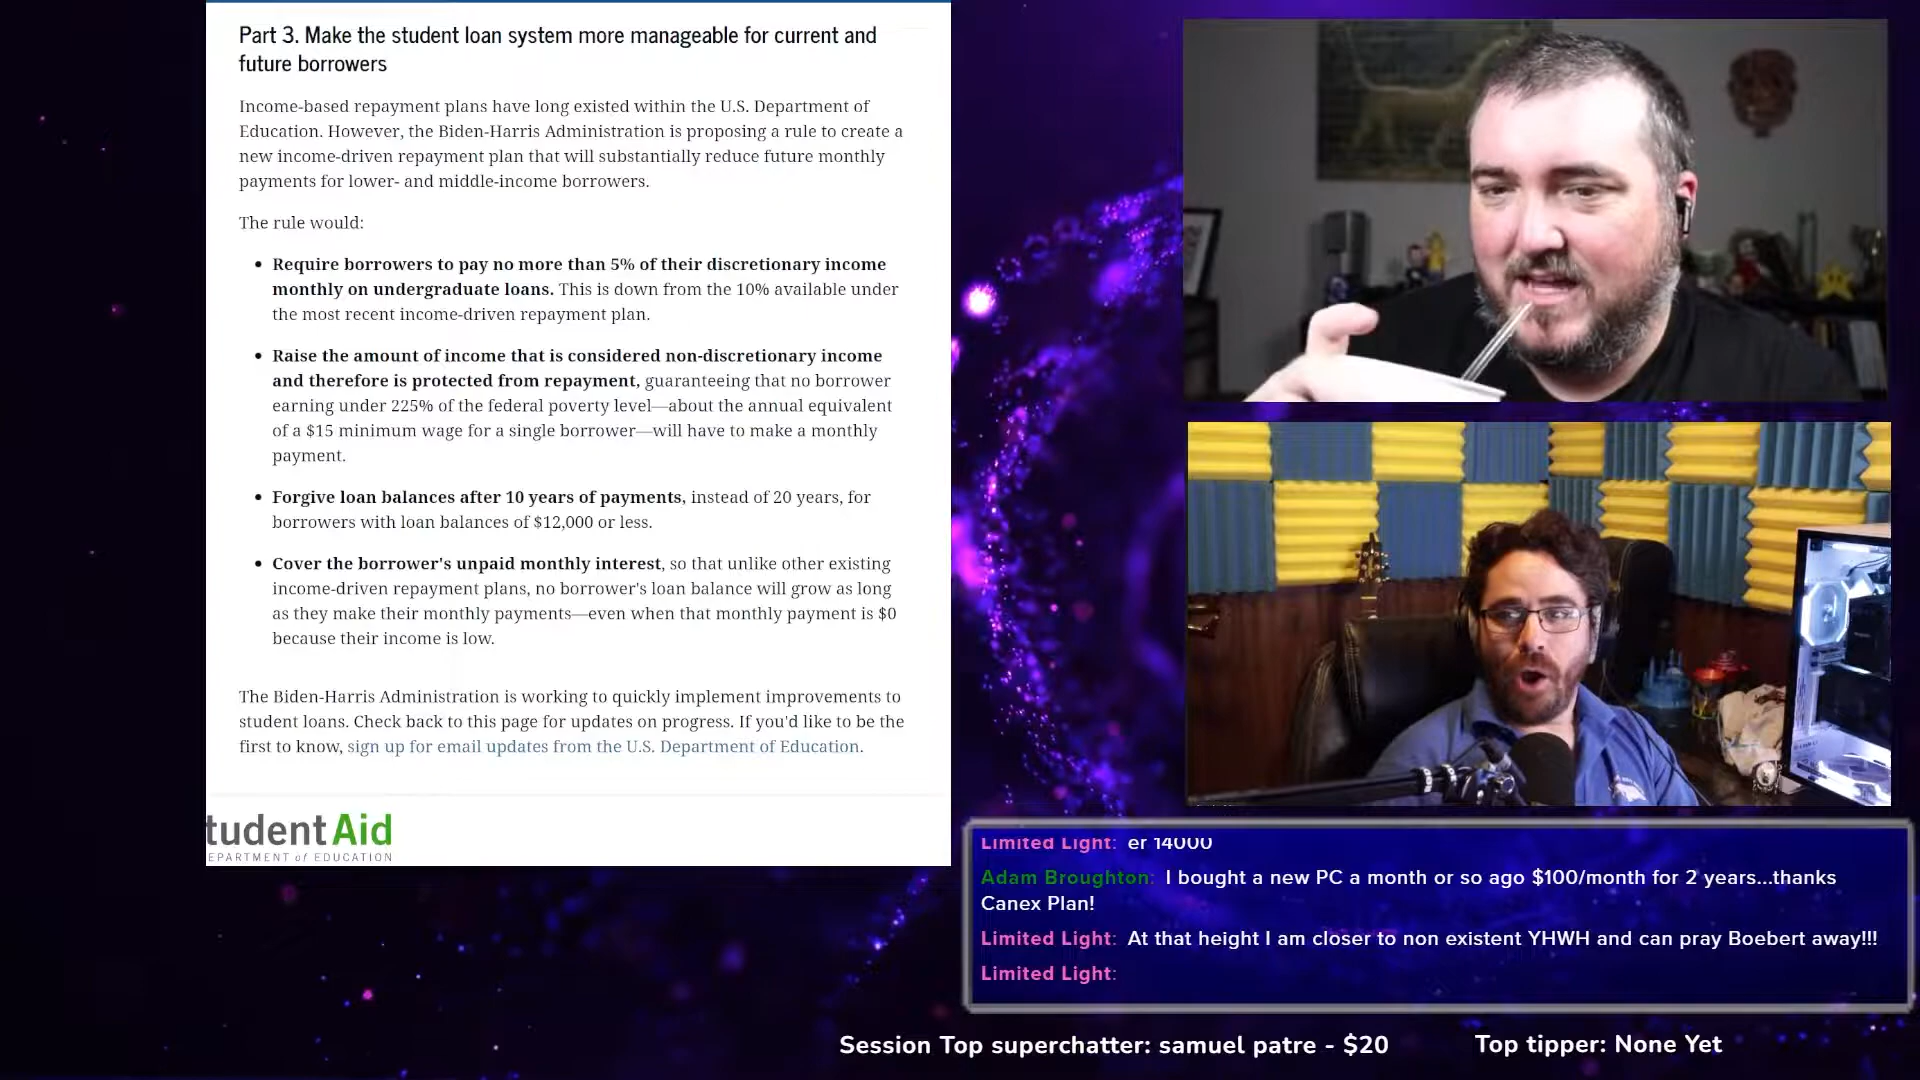 Part 3. Make the student loan system more manageable for current and
future borrowers
Income-based repayment plans have long existed within the U.S. Department of
Education. However, the Biden-Harris Administration is proposing a rule to create a
new income-driven repayment plan that will substantially reduce future monthly
payments for lower- and middle-income borrowers.
The rule would:
• Require borrowers to pay no more than 5% of their discretionary income
monthly on undergraduate loans. This is down from the 10% available under
the most recent income-driven repayment plan.
• Raise the amount of income that is considered non-discretionary income
and therefore is protected from repayment, guaranteeing that no borrower
earning under 225% of the federal poverty level—about the annual equivalent
of a $15 minimum wage for a single borrower—will have to make a monthly
payment.
• Forgive loan balances after 10 years of payments, instead of 20 years, for
borrowers with loan balances of $12,000 or less.
• Cover the borrower's unpaid monthly interest, so that unlike other existing
income-driven repayment plans, no borrower's loan balance will grow as long
as they make their monthly payments—even when that monthly payment is $0
because their income is low.
The Biden-Harris Administration is working to quickly implement improvements to
student loans. Check back to this page for updates on progress. If you'd like to be the
first to know, sign up for email updates from the U.S. Department of Education.
tudentAid
EPARTMENT of EDUCATION
Limited Light: er 14000
Adam Broughton: I bought a new PC a month or so ago $100/month for 2 years...thanks
Canex Plan!
Limited Light: At that height I am closer to non existent YHWH and can pray Boebert away!!!
Limited Light:
Session Top superchatter: samuel patre - $20
Top tipper: None Yet